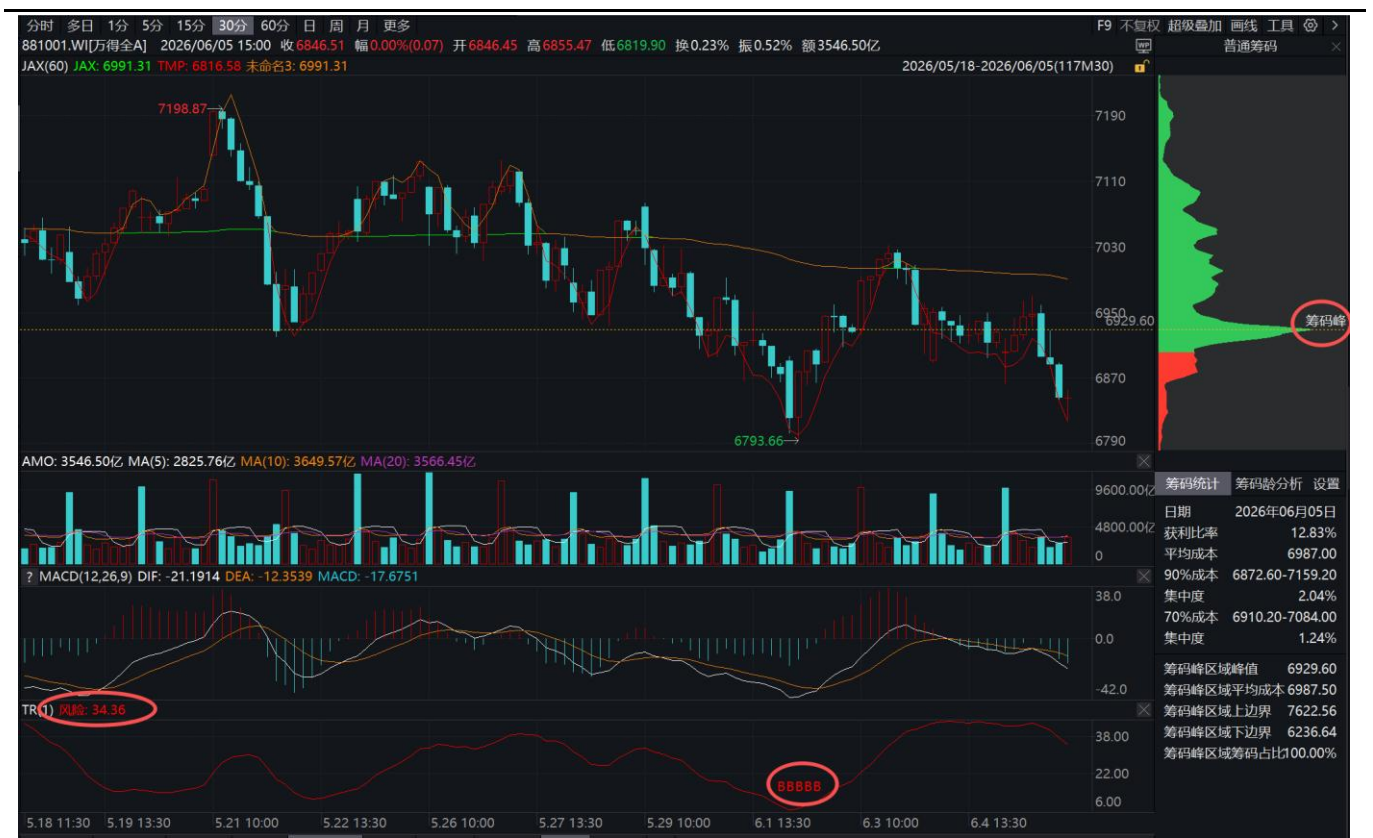 分时 多日 1分 5分 15分 30分 60分 日 周 月 更多 F9 不复权 超级叠加 画线 工具
881001.WI[万得全A] 2026/06/05 15:00 收6846.51 幅0.00%(0.07) 开6846.45 高6855.47 低6819.90 换0.23% 振0.52% 额3546.50亿 WP 普通筹码
JAX(60) JAX: 6991.31 TMP: 6816.58 未命名3: 6991.31 2026/05/18-2026/06/05(117M30)
7198.87
7190
7110
7030
6950
6929.60
筹码峰
6870
6793.66
6790
AMO: 3546.50亿 MA(5): 2825.76亿 MA(10): 3649.57亿 MA(20): 3566.45亿
9600.00亿
4800.00亿
0
筹码统计 筹码龄分析 设置
日期 2026年06月05日
获利比率 12.83%
平均成本 6987.00
90%成本 6872.60-7159.20
集中度 2.04%
70%成本 6910.20-7084.00
集中度 1.24%
筹码峰区域峰值 6929.60
筹码峰区域平均成本 6987.50
筹码峰区域上边界 7622.56
筹码峰区域下边界 6236.64
筹码峰区域筹码占比100.00%
? MACD(12,26,9) DIF: -21.1914 DEA: -12.3539 MACD: -17.6751
38.0
0.0
-42.0
TR(1) 风险: 34.36
38.00
22.00
6.00
BBBBB
5.18 11:30 5.19 13:30 5.21 10:00 5.22 13:30 5.26 10:00 5.27 13:30 5.29 10:00 6.1 13:30 6.3 10:00 6.4 13:30